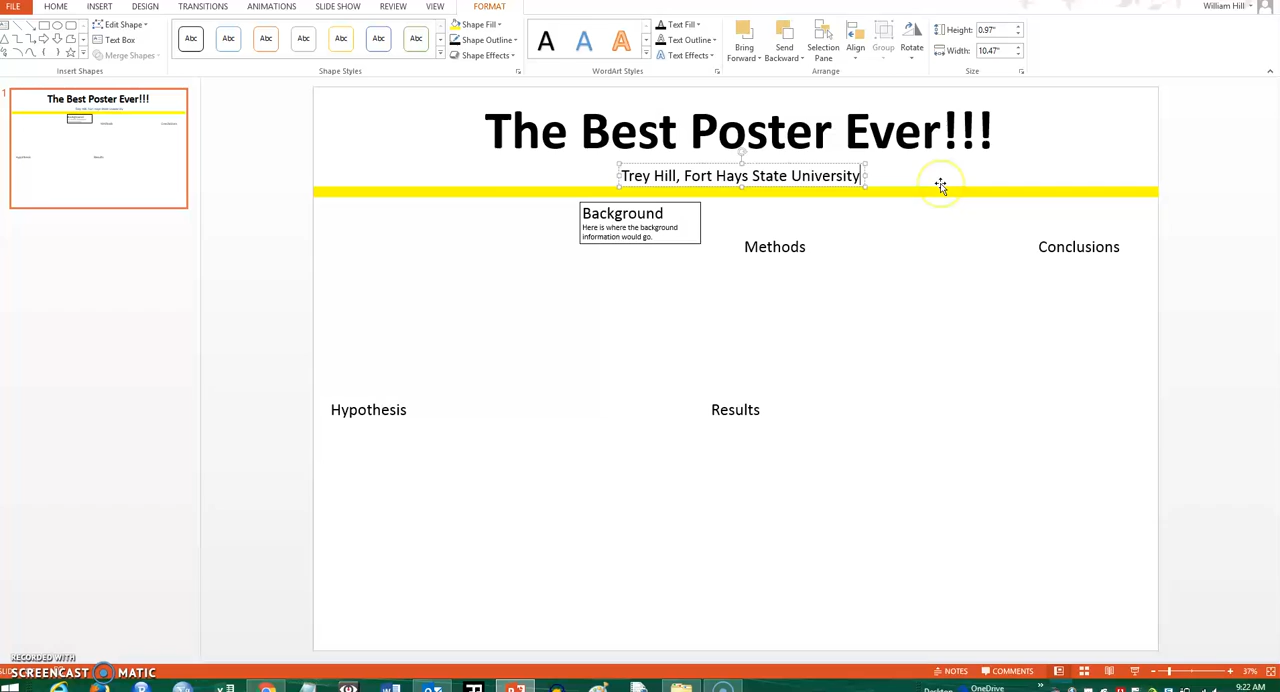 FILE HOME INSERT DESIGN TRANSITIONS ANIMATIONS SLIDE SHOW REVIEW VIEW FORMAT William Hill
Edit Shape
Text Box
Merge Shapes
Insert Shapes
Abc Abc Abc Abc Abc Abc Abc
Shape Fill
Shape Outline
Shape Effects
Shape Styles
A A A
Text Fill
Text Outline
Text Effects
WordArt Styles
Bring Forward
Send Backward
Selection Pane
Align
Group
Rotate
Arrange
Height: 0.97"
Width: 10.47"
Size
1
The Best Poster Ever!!!
The Best Poster Ever!!!
Trey Hill, Fort Hays State University
Background
Here is where the background
information would go.
Methods
Conclusions
Hypothesis
Results
RECORDED WITH
SCREENCAST MATIC
NOTES COMMENTS 37%
Desktop OneDrive 9:22 AM